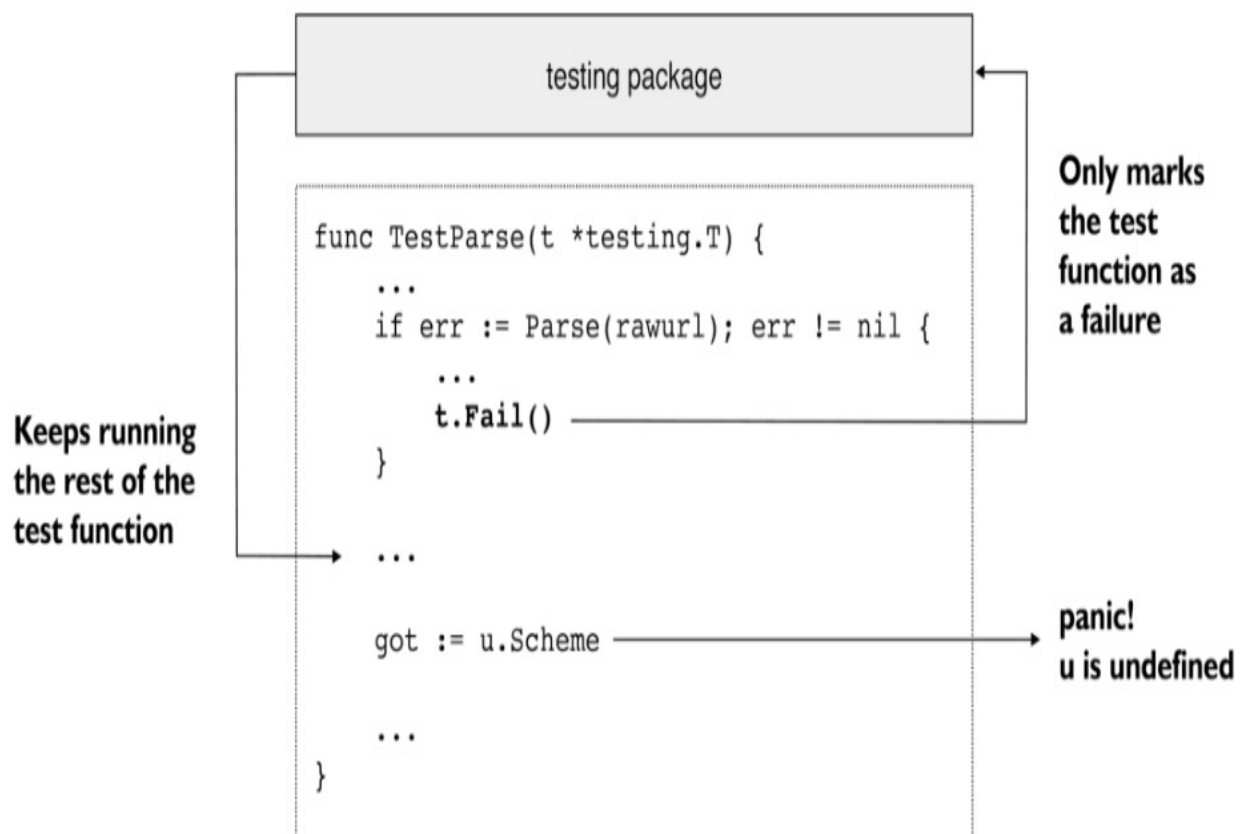 testing package
Only marks
the test
function as
a failure
func TestParse(t *testing.T) {
...
if err := Parse(rawurl); err != nil {
...
t.Fail()
}
Keeps running
the rest of the
test function
...
got := u.Scheme
panic!
u is undefined
...
}